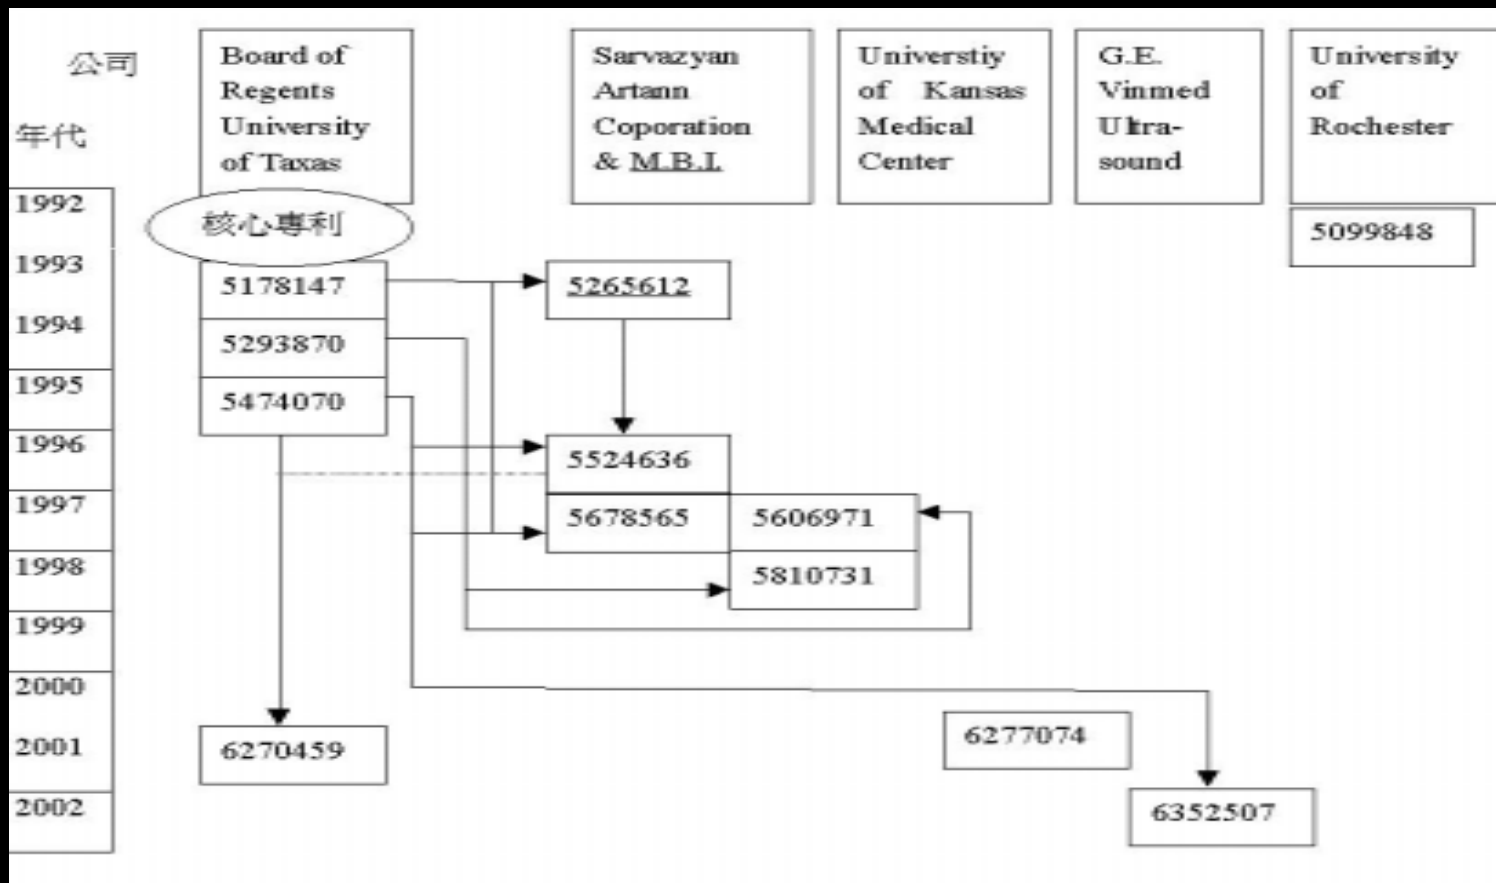 公司
年代
Board of
Regents
University
of Taxas
Sarvazyan
Artann
Coporation
& M.B.I.
Universtiy
of Kansas
Medical
Center
G.E.
Vinmed
Ultra-
sound
University
of
Rochester
1992
核心專利
5099848
1993
5178147
5265612
1994
5293870
1995
5474070
1996
5524636
1997
5678565
5606971
1998
5810731
1999
2000
2001
6270459
6277074
2002
6352507